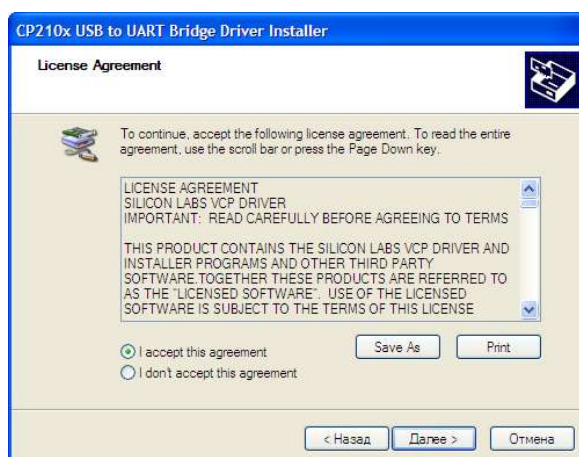 CP210x USB to UART Bridge Driver Installer
License Agreement
To continue, accept the following license agreement. To read the entire
agreement, use the scroll bar or press the Page Down key.
LICENSE AGREEMENT
SILICON LABS VCP DRIVER
IMPORTANT:  READ CAREFULLY BEFORE AGREEING TO TERMS
THIS PRODUCT CONTAINS THE SILICON LABS VCP DRIVER AND
INSTALLER PROGRAMS AND OTHER THIRD PARTY
SOFTWARE.TOGETHER THESE PRODUCTS ARE REFERRED TO
AS THE "LICENSED SOFTWARE".  USE OF THE LICENSED
SOFTWARE IS SUBJECT TO THE TERMS OF THIS LICENSE
I accept this agreement
Save As
Print
I don't accept this agreement
< Назад
Далее >
Отмена